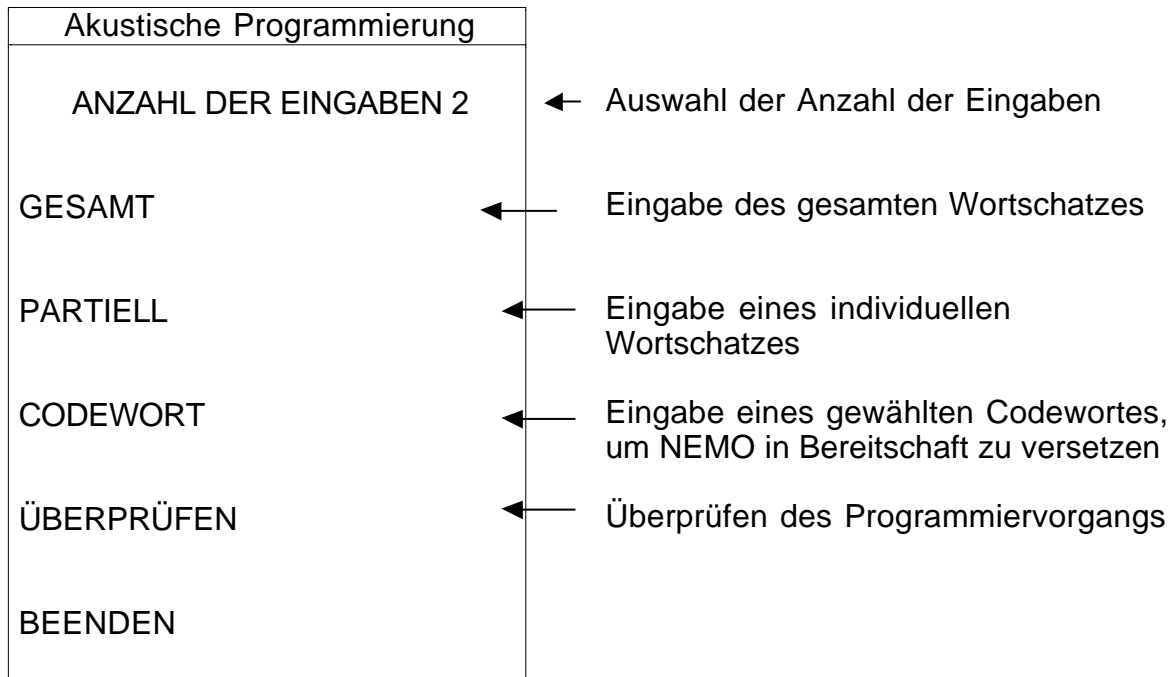 Akustische Programmierung
ANZAHL DER EINGABEN 2
Auswahl der Anzahl der Eingaben
GESAMT
Eingabe des gesamten Wortschatzes
PARTIELL
Eingabe eines individuellen
Wortschatzes
CODEWORT
Eingabe eines gewählten Codewortes,
um NEMO in Bereitschaft zu versetzen
ÜBERPRÜFEN
Überprüfen des Programmiervorgangs
BEENDEN